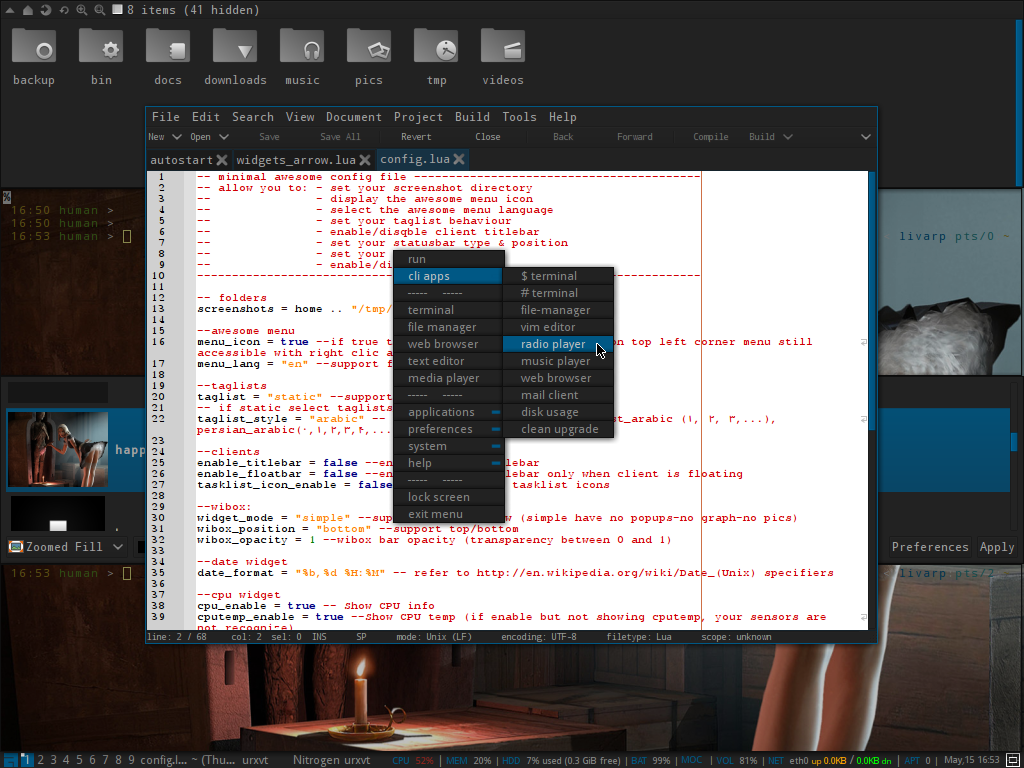 8 items (41 hidden)
backup bin docs downloads music pics tmp videos
File Edit Search View Document Project Build Tools Help
New Open Save Save All Revert Close Back Forward Compile Build
autostart widgets_arrow.lua config.lua
1 -- minimal awesome config file -----------------------------------------
2 -- allow you to: - set your screenshot directory
3 -- - display the awesome menu icon
4 -- - select the awesome menu language
5 -- - set your taglist behaviour
6 -- - enable/disqble client titlebar
7 -- - set your statusbar type & position
8 -- - set your
9 -- - enable/di
10 ------------------------------------------------------------------------
11
12 -- folders
13 screenshots = home .. "/tmp/
14
15 --awesome menu
16 menu_icon = true --if true t on top left corner menu still
accessible with right clic a
17 menu_lang = "en" --support f
18
19 --taglists
20 taglist = "static" --support
21 -- if static select taglists
22 taglist_style = "arabic" -- st_arabic (١, ٢, ٣,...),
persian_arabic(٠,١,٢,٣,۴,...
23
24 --clients
25 enable_titlebar = false --en lebar
26 enable_floatbar = false --en lebar only when client is floating
27 tasklist_icon_enable = false tasklist icons
28
29 --wibox:
30 widget_mode = "simple" --sup w (simple have no popups-no graph-no pics)
31 wibox_position = "bottom" --support top/bottom
32 wibox_opacity = 1 --wibox bar opacity (transparency between 0 and 1)
33
34 --date widget
35 date_format = "%b,%d %H:%M" -- refer to http://en.wikipedia.org/wiki/Date_(Unix) specifiers
36
37 --cpu widget
38 cpu_enable = true -- Show CPU info
39 cputemp_enable = true --Show CPU temp (if enable but not showing cputemp, your sensors are
not recognize)
line: 2 / 68 col: 2 sel: 0 INS SP mode: Unix (LF) encoding: UTF-8 filetype: Lua scope: unknown
run
cli apps
----- -----
terminal
file manager
web browser
text editor
media player
----- -----
applications
preferences
system
help
----- -----
lock screen
exit menu
$ terminal
# terminal
file-manager
vim editor
radio player
music player
web browser
mail client
disk usage
clean upgrade
%
16:50 human >
16:50 human >
16:53 human >
livarp pts/0 ~
happ
Zoomed Fill
Preferences Apply
16:53 human >
livarp pts/2
1 2 3 4 5 6 7 8 9 config.l... ~ (Thu... urxvt Nitrogen urxvt CPU 52% | MEM 20% | HDD 7% used (0.3 GiB free) | BAT 99% | MOC | VOL 81% | NET eth0 up 0.0KB / 0.0KB dn | APT 0 | May,15 16:53